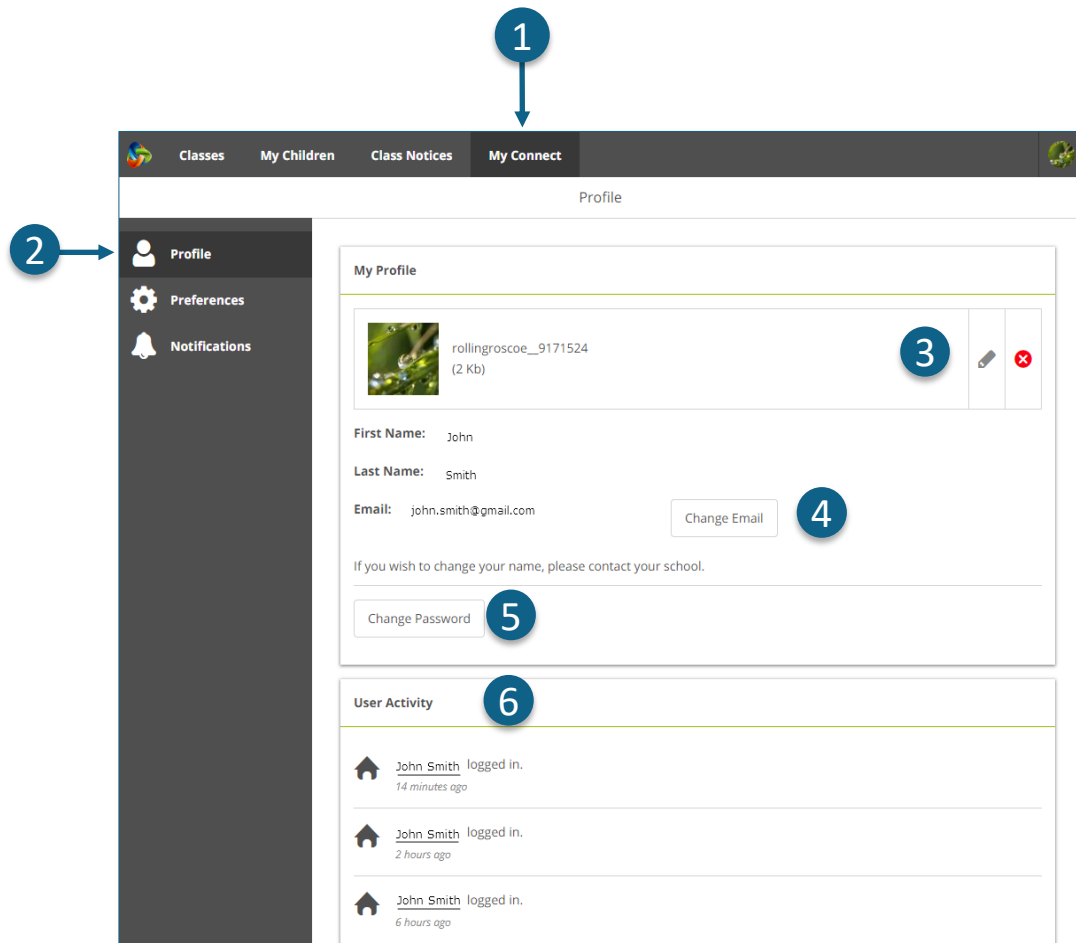 1
Classes My Children Class Notices My Connect
Profile
2
Profile
Preferences
Notifications
My Profile
rollingroscoe__9171524
(2 Kb)
3
First Name: John
Last Name: Smith
Email: john.smith@gmail.com
Change Email
4
If you wish to change your name, please contact your school.
Change Password
5
User Activity
6
John Smith logged in.
14 minutes ago
John Smith logged in.
2 hours ago
John Smith logged in.
6 hours ago